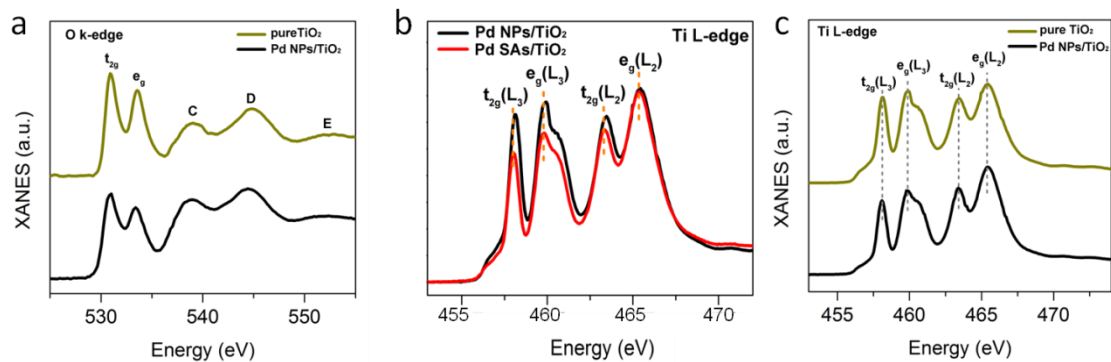 a
O k-edge
pureTiO₂
Pd NPs/TiO₂
t₂g
eg
C
D
E
XANES (a.u.)
530 535 540 545 550
Energy (eV)
b
Pd NPs/TiO₂
Pd SAs/TiO₂
Ti L-edge
t₂g(L₃)
eg(L₃)
t₂g(L₂)
eg(L₂)
455 460 465 470
Energy (eV)
c
Ti L-edge
pure TiO₂
Pd NPs/TiO₂
t₂g(L₃)
eg(L₃)
t₂g(L₂)
eg(L₂)
XANES (a.u.)
455 460 465 470
Energy (eV)